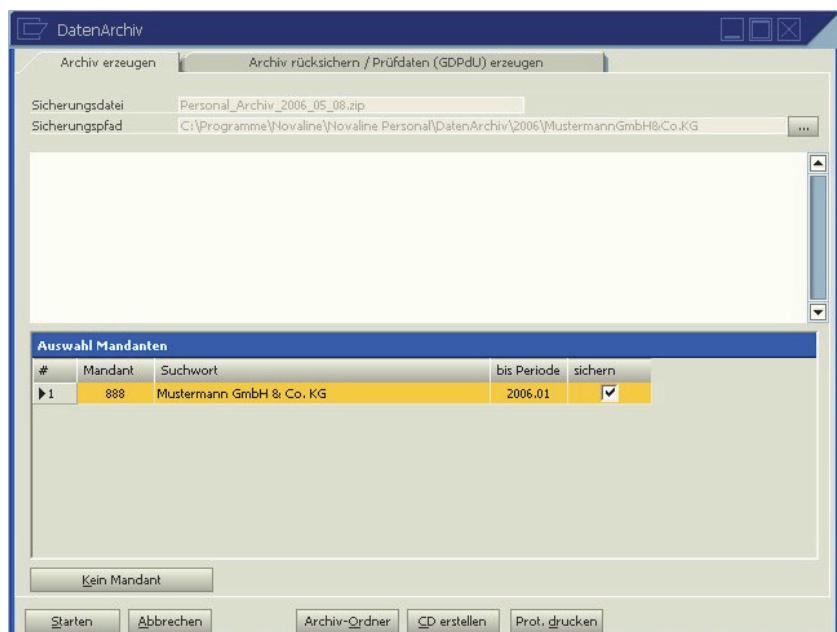 DatenArchiv
Archiv erzeugen Archiv rücksichern / Prüfdaten (GDPdU) erzeugen
Sicherungsdatei Personal_Archiv_2006_05_08.zip
Sicherungspfad C:\Programme\Novaline\Novaline Personal\DatenArchiv\2006\MustermannGmbH&Co.KG ...
Auswahl Mandanten
# Mandant Suchwort bis Periode sichern
1 888 Mustermann GmbH & Co. KG 2006.01
Kein Mandant
Starten Abbrechen Archiv-Ordner CD erstellen Prot. drucken